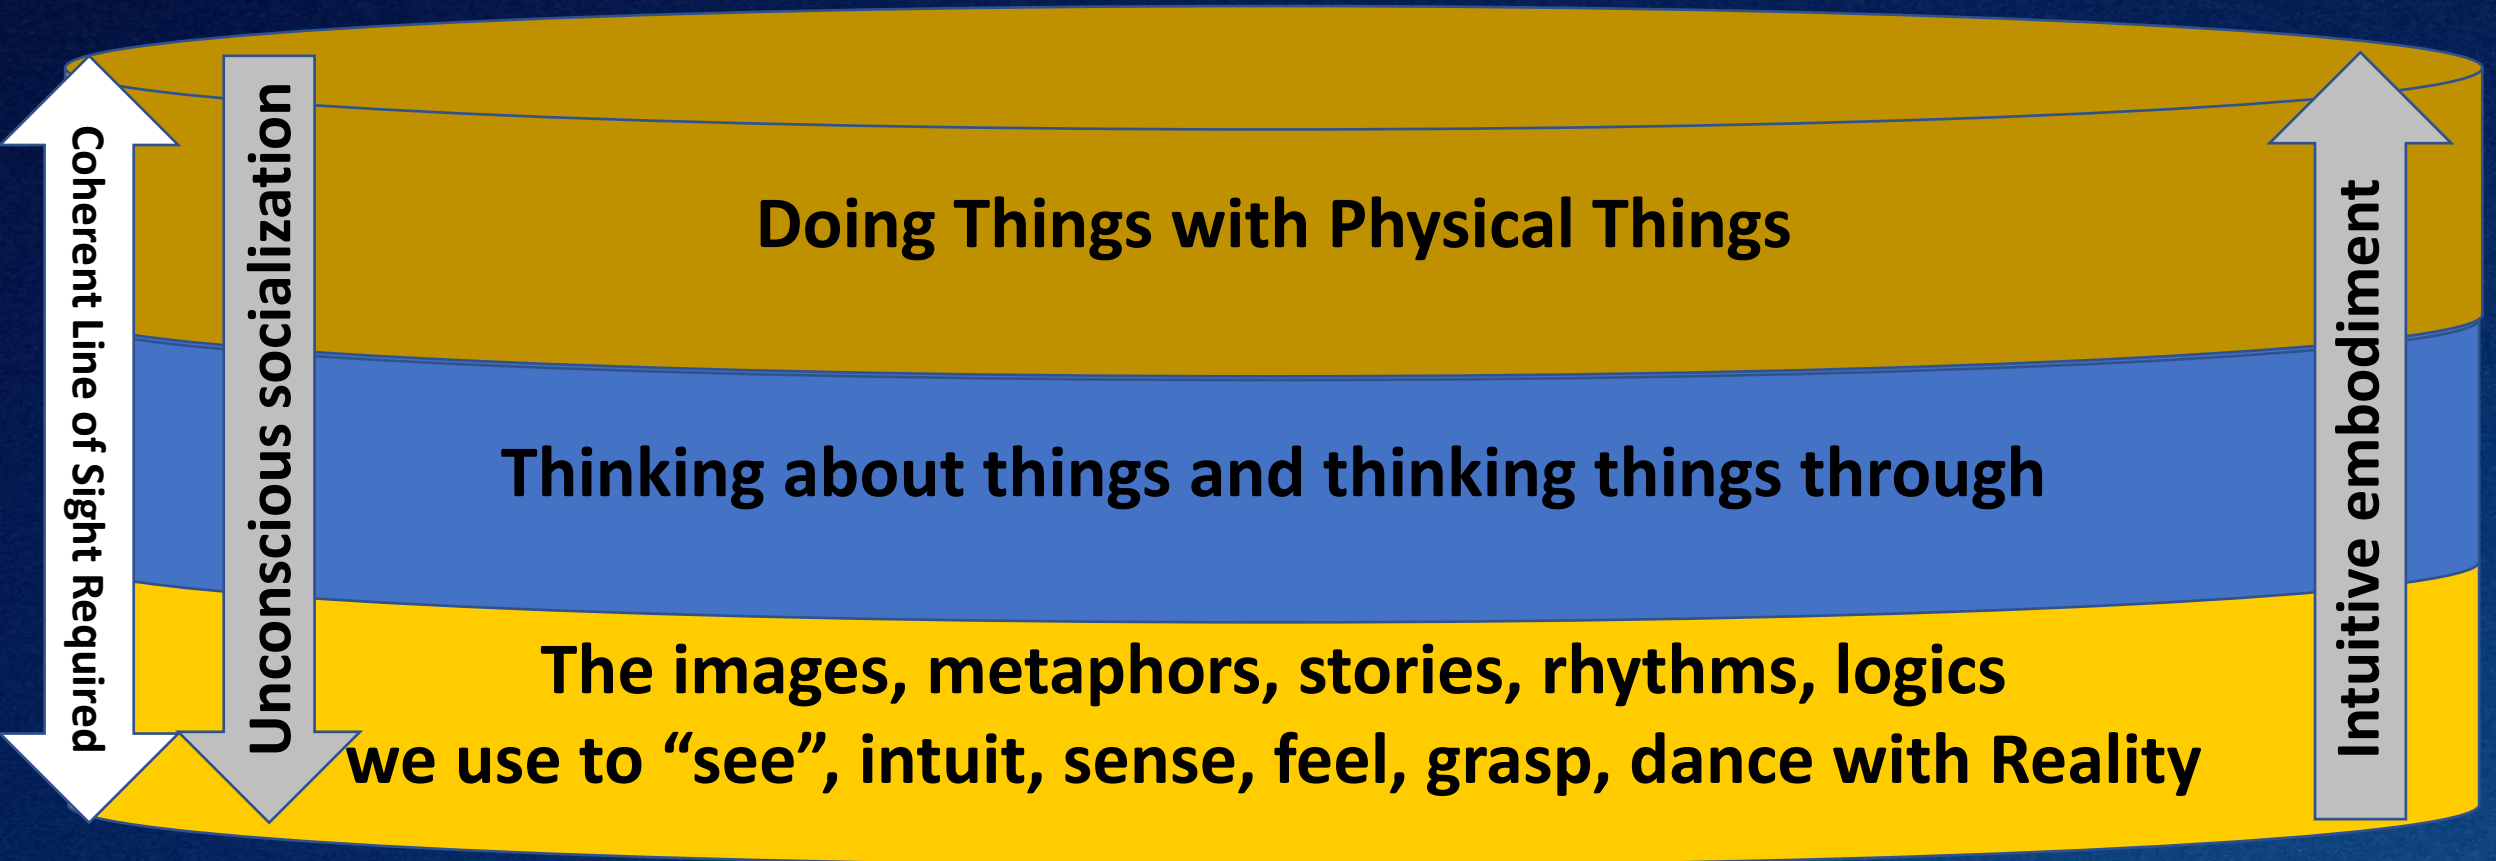 Coherent Line of Sight Required
Unconscious socialization
Doing Things with Physical Things
Thinking about things and thinking things through
The images, metaphors, stories, rhythms, logics
we use to “see”, intuit, sense, feel, grasp, dance with Reality
Intuitive embodiment